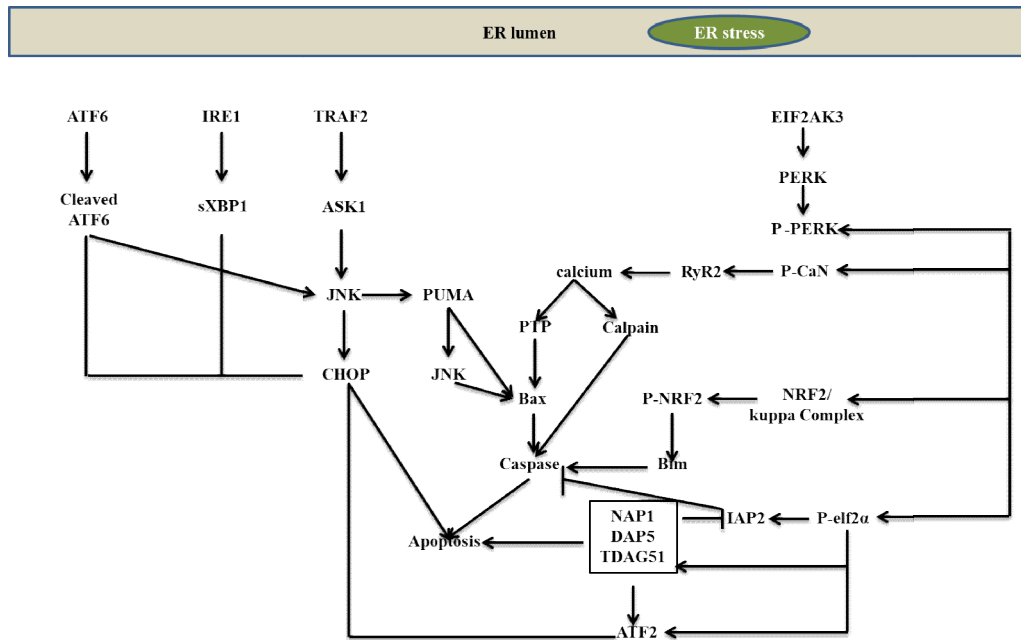 ER lumen
ER stress
ATF6
IRE1
TRAF2
EIF2AK3
PERK
Cleaved
ATF6
sXBP1
ASK1
P -PERK
calcium
RyR2
P-CaN
JNK
PUMA
PTP
Calpain
CHOP
JNK
Bax
P-NRF2
NRF2/
kuppa Complex
Caspase
Bim
NAP1
DAP5
TDAG51
IAP2
P-elf2α
Apoptosis
ATF2